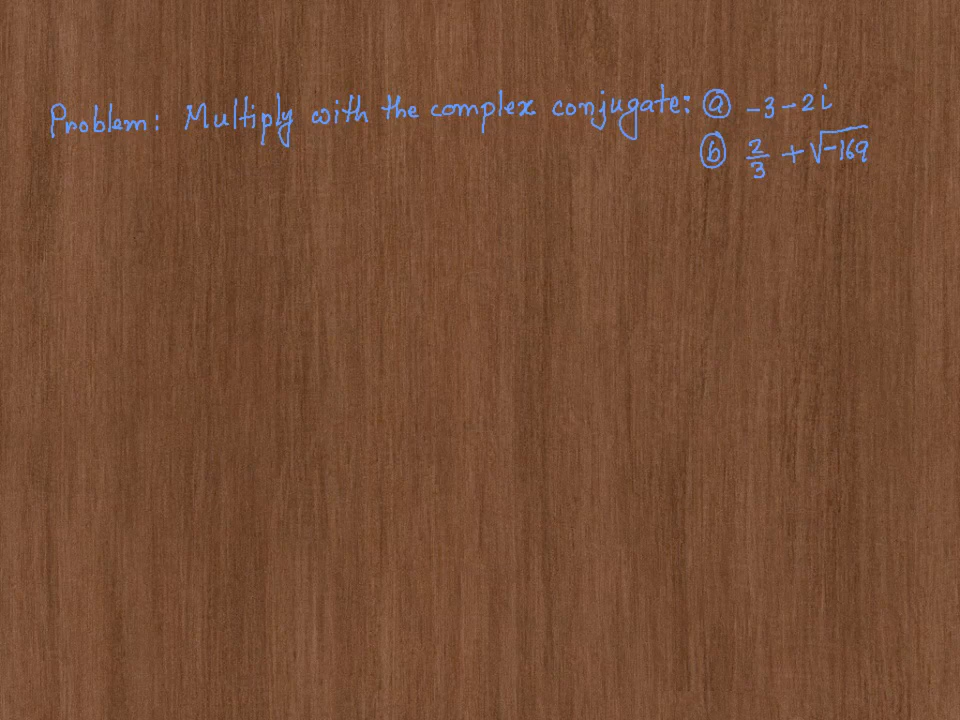 Problem: Multiply with the complex conjugate: ⓐ -3-2i
ⓑ 2/3 + √-169